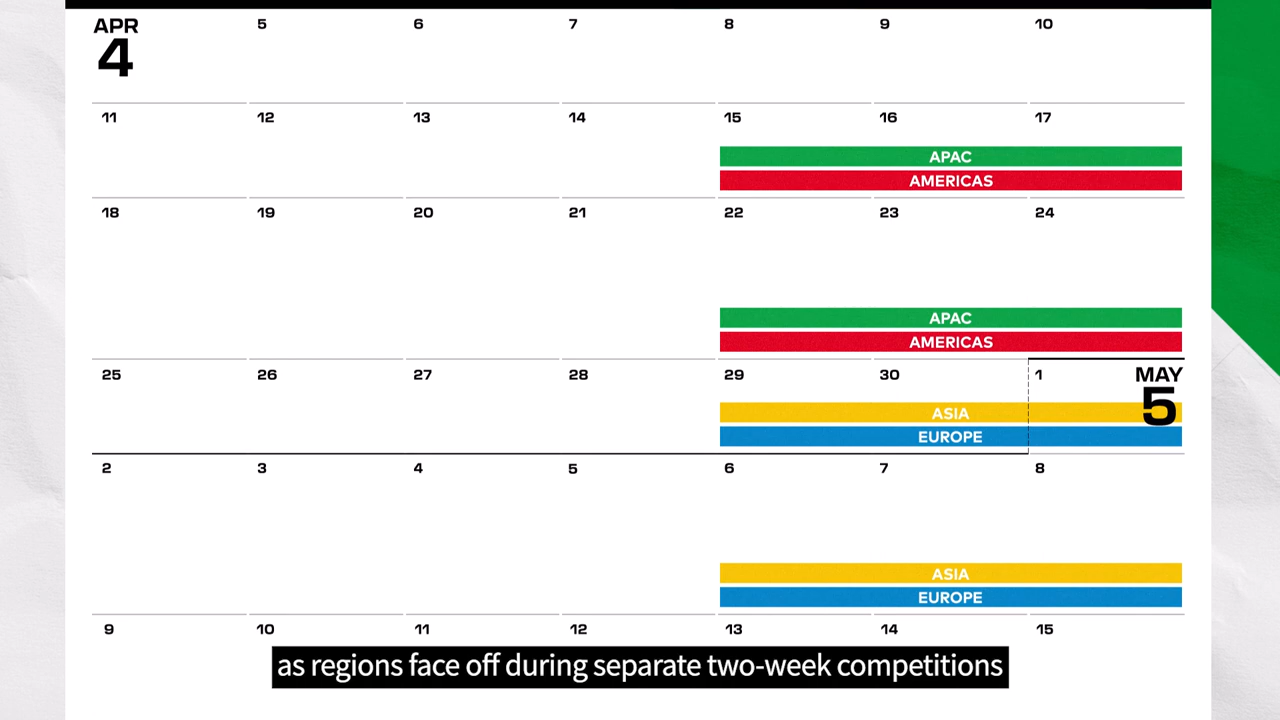 APR
4 5 6 7 8 9 10
11 12 13 14 15 16 17
APAC
AMERICAS
18 19 20 21 22 23 24
APAC
AMERICAS
25 26 27 28 29 30 1 MAY
5
ASIA
EUROPE
2 3 4 5 6 7 8
ASIA
EUROPE
9 10 11 12 13 14 15
as regions face off during separate two-week competitions